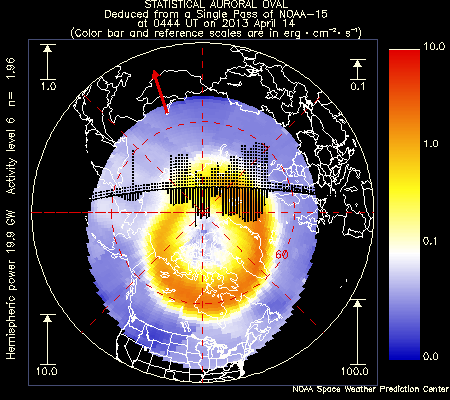 STATISTICAL AURORAL OVAL
Deduced from a Single Pass of NOAA-15
at 0444 UT on 2013 April 14
(Color bar and reference scales are in erg · cm⁻² · s⁻¹)
Hemispheric power 19.9 GW Activity level 6 n= 1.96
1.0
0.1
10.0
100.0
60
10.0
1.0
0.1
0.0
NOAA Space Weather Prediction Center